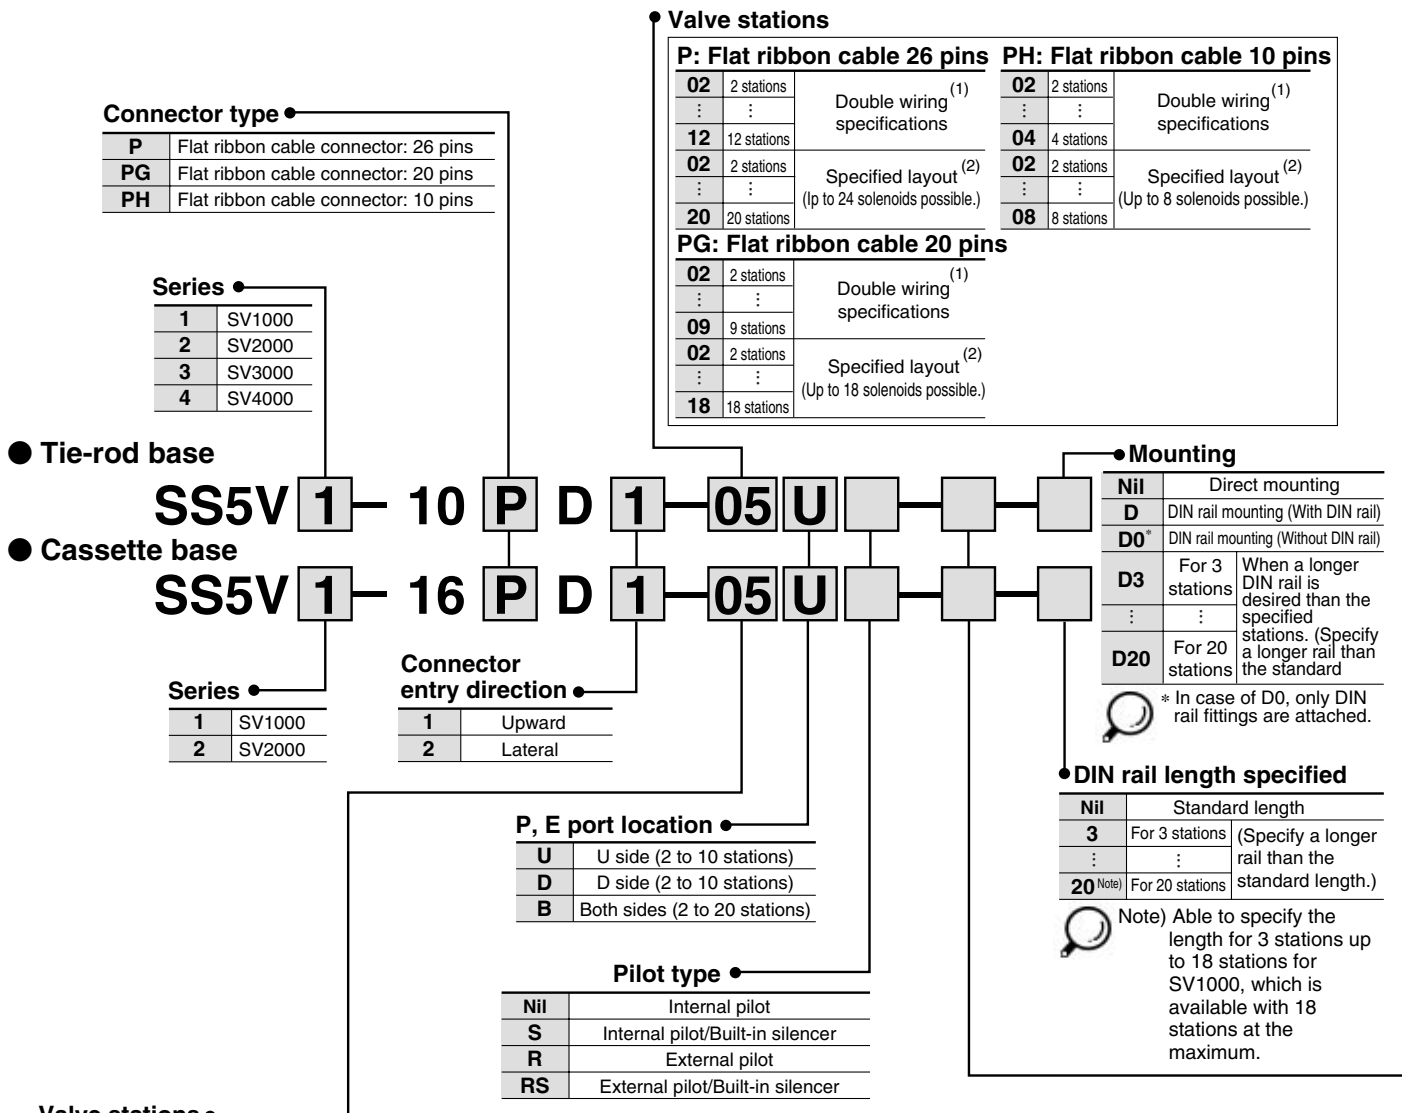 Valve stations
P: Flat ribbon cable 26 pins
02 2 stations Double wiring (1) specifications
⋮ ⋮
12 12 stations
02 2 stations Specified layout (2)
⋮ ⋮ (Ip to 24 solenoids possible.)
20 20 stations
PH: Flat ribbon cable 10 pins
02 2 stations Double wiring (1) specifications
⋮ ⋮
04 4 stations
02 2 stations Specified layout (2)
⋮ ⋮ (Up to 8 solenoids possible.)
08 8 stations
PG: Flat ribbon cable 20 pins
02 2 stations Double wiring (1) specifications
⋮ ⋮
09 9 stations
02 2 stations Specified layout (2)
⋮ ⋮ (Up to 18 solenoids possible.)
18 18 stations
Connector type
P Flat ribbon cable connector: 26 pins
PG Flat ribbon cable connector: 20 pins
PH Flat ribbon cable connector: 10 pins
Series
1 SV1000
2 SV2000
3 SV3000
4 SV4000
● Tie-rod base
SS5V 1 – 10 P D 1 – 05 U – –
● Cassette base
SS5V 1 – 16 P D 1 – 05 U – –
Mounting
Nil Direct mounting
D DIN rail mounting (With DIN rail)
D0* DIN rail mounting (Without DIN rail)
D3 For 3 stations
⋮ ⋮
D20 For 20 stations
When a longer
DIN rail is
desired than the
specified
stations. (Specify
a longer rail than
the standard
* In case of D0, only DIN
rail fittings are attached.
Series
1 SV1000
2 SV2000
Connector
entry direction
1 Upward
2 Lateral
DIN rail length specified
Nil Standard length
3 For 3 stations
⋮ ⋮
20 Note) For 20 stations
(Specify a longer
rail than the
standard length.)
Note) Able to specify the
length for 3 stations up
to 18 stations for
SV1000, which is
available with 18
stations at the
maximum.
P, E port location
U U side (2 to 10 stations)
D D side (2 to 10 stations)
B Both sides (2 to 20 stations)
Pilot type
Nil Internal pilot
S Internal pilot/Built-in silencer
R External pilot
RS External pilot/Built-in silencer
Valve stations